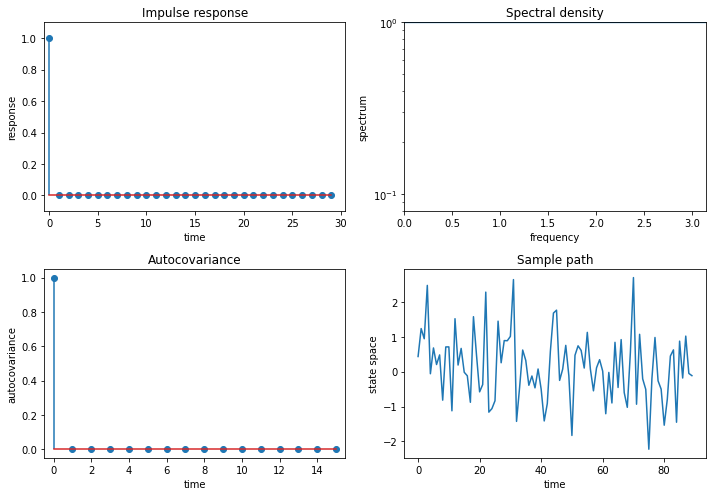 Impulse response
1.0
0.8
0.6
0.4
0.2
0.0
response
0 5 10 15 20 25 30
time
Spectral density
10⁰
10⁻¹
spectrum
0.0 0.5 1.0 1.5 2.0 2.5 3.0
frequency
Autocovariance
1.0
0.8
0.6
0.4
0.2
0.0
autocovariance
0 2 4 6 8 10 12 14
time
Sample path
2
1
0
−1
−2
state space
0 20 40 60 80
time